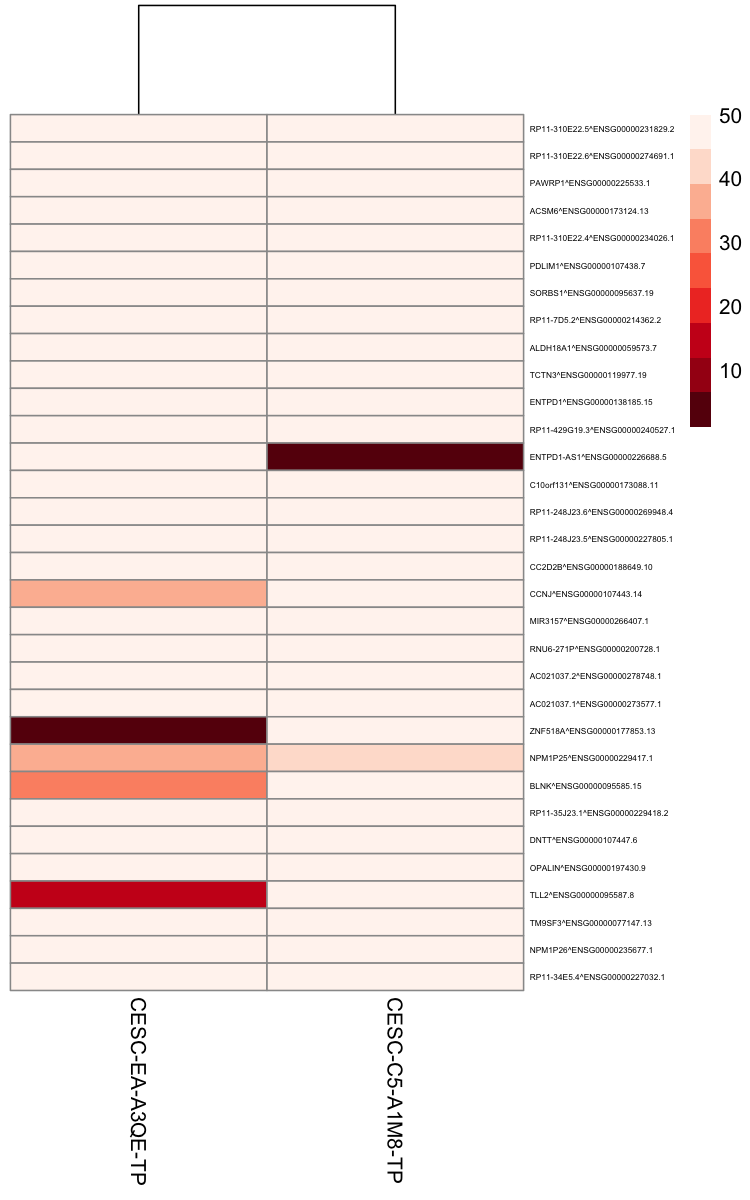 RP11-310E22.5^ENSG00000231829.2
RP11-310E22.6^ENSG00000274691.1
PAWRP1^ENSG00000225533.1
ACSM6^ENSG00000173124.13
RP11-310E22.4^ENSG00000234026.1
PDLIM1^ENSG00000107438.7
SORBS1^ENSG00000095637.19
RP11-7D5.2^ENSG00000214362.2
ALDH18A1^ENSG00000059573.7
TCTN3^ENSG00000119977.19
ENTPD1^ENSG00000138185.15
RP11-429G19.3^ENSG00000240527.1
ENTPD1-AS1^ENSG00000226688.5
C10orf131^ENSG00000173088.11
RP11-248J23.6^ENSG00000269948.4
RP11-248J23.5^ENSG00000227805.1
CC2D2B^ENSG00000188649.10
CCNJ^ENSG00000107443.14
MIR3157^ENSG00000266407.1
RNU6-271P^ENSG00000200728.1
AC021037.2^ENSG00000278748.1
AC021037.1^ENSG00000273577.1
ZNF518A^ENSG00000177853.13
NPM1P25^ENSG00000229417.1
BLNK^ENSG00000095585.15
RP11-35J23.1^ENSG00000229418.2
DNTT^ENSG00000107447.6
OPALIN^ENSG00000197430.9
TLL2^ENSG00000095587.8
TM9SF3^ENSG00000077147.13
NPM1P26^ENSG00000235677.1
RP11-34E5.4^ENSG00000227032.1
50
40
30
20
10
CESC-EA-A3QE-TP
CESC-C5-A1M8-TP